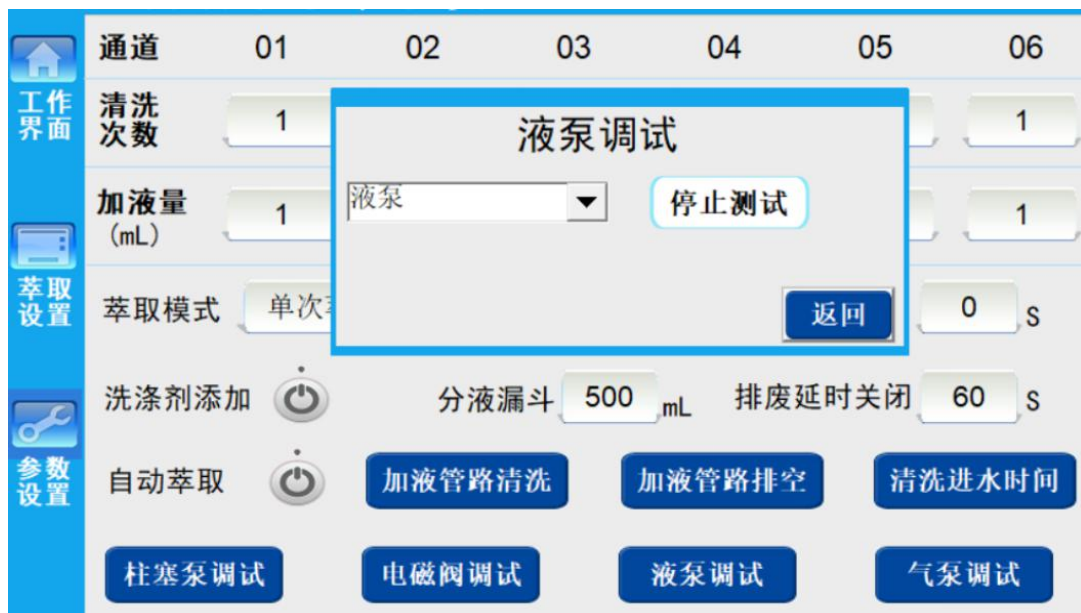 通道 01 02 03 04 05 06
工作
界面
清洗
次数
1
1
液泵调试
液泵
停止测试
加液量
(mL)
1
1
返回
萃取
设置
萃取模式
单次
0 S
洗涤剂添加
分液漏斗 500 mL
排废延时关闭 60 S
参数
设置
自动萃取
加液管路清洗
加液管路排空
清洗进水时间
柱塞泵调试
电磁阀调试
液泵调试
气泵调试